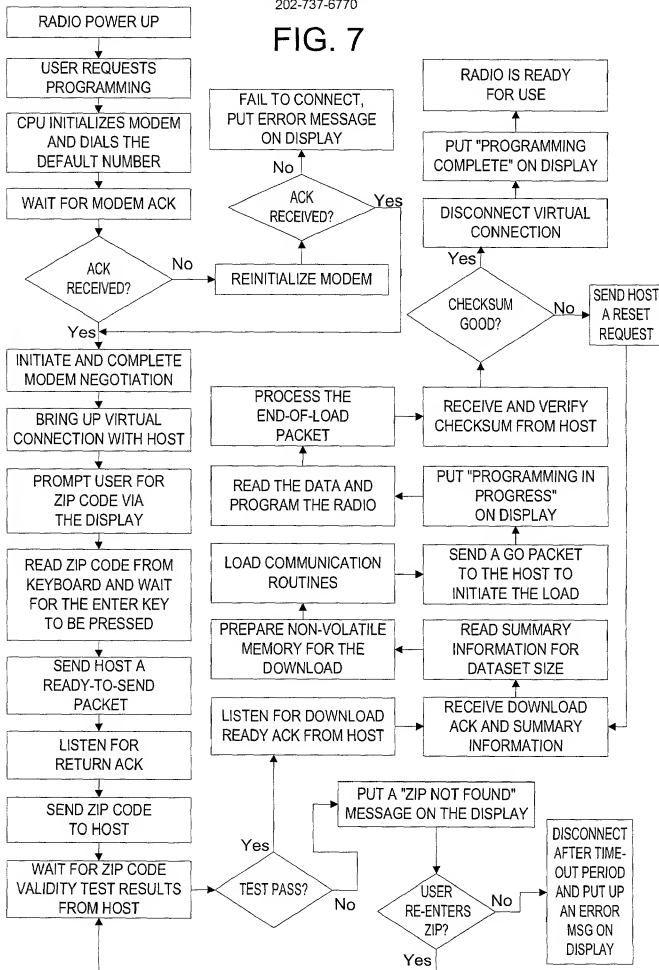 202-737-6770
FIG. 7
RADIO POWER UP
USER REQUESTS
PROGRAMMING
CPU INITIALIZES MODEM
AND DIALS THE
DEFAULT NUMBER
WAIT FOR MODEM ACK
ACK
RECEIVED?
No
Yes
REINITIALIZE MODEM
ACK
RECEIVED?
No
Yes
FAIL TO CONNECT,
PUT ERROR MESSAGE
ON DISPLAY
INITIATE AND COMPLETE
MODEM NEGOTIATION
BRING UP VIRTUAL
CONNECTION WITH HOST
PROMPT USER FOR
ZIP CODE VIA
THE DISPLAY
READ ZIP CODE FROM
KEYBOARD AND WAIT
FOR THE ENTER KEY
TO BE PRESSED
SEND HOST A
READY-TO-SEND
PACKET
LISTEN FOR
RETURN ACK
SEND ZIP CODE
TO HOST
WAIT FOR ZIP CODE
VALIDITY TEST RESULTS
FROM HOST
TEST PASS?
Yes
No
PUT A "ZIP NOT FOUND"
MESSAGE ON THE DISPLAY
USER
RE-ENTERS
ZIP?
No
Yes
DISCONNECT
AFTER TIME-
OUT PERIOD
AND PUT UP
AN ERROR
MSG ON
DISPLAY
LISTEN FOR DOWNLOAD
READY ACK FROM HOST
RECEIVE DOWNLOAD
ACK AND SUMMARY
INFORMATION
READ SUMMARY
INFORMATION FOR
DATASET SIZE
PREPARE NON-VOLATILE
MEMORY FOR THE
DOWNLOAD
LOAD COMMUNICATION
ROUTINES
SEND A GO PACKET
TO THE HOST TO
INITIATE THE LOAD
PUT "PROGRAMMING IN
PROGRESS"
ON DISPLAY
READ THE DATA AND
PROGRAM THE RADIO
PROCESS THE
END-OF-LOAD
PACKET
RECEIVE AND VERIFY
CHECKSUM FROM HOST
CHECKSUM
GOOD?
No
Yes
SEND HOST
A RESET
REQUEST
DISCONNECT VIRTUAL
CONNECTION
PUT "PROGRAMMING
COMPLETE" ON DISPLAY
RADIO IS READY
FOR USE